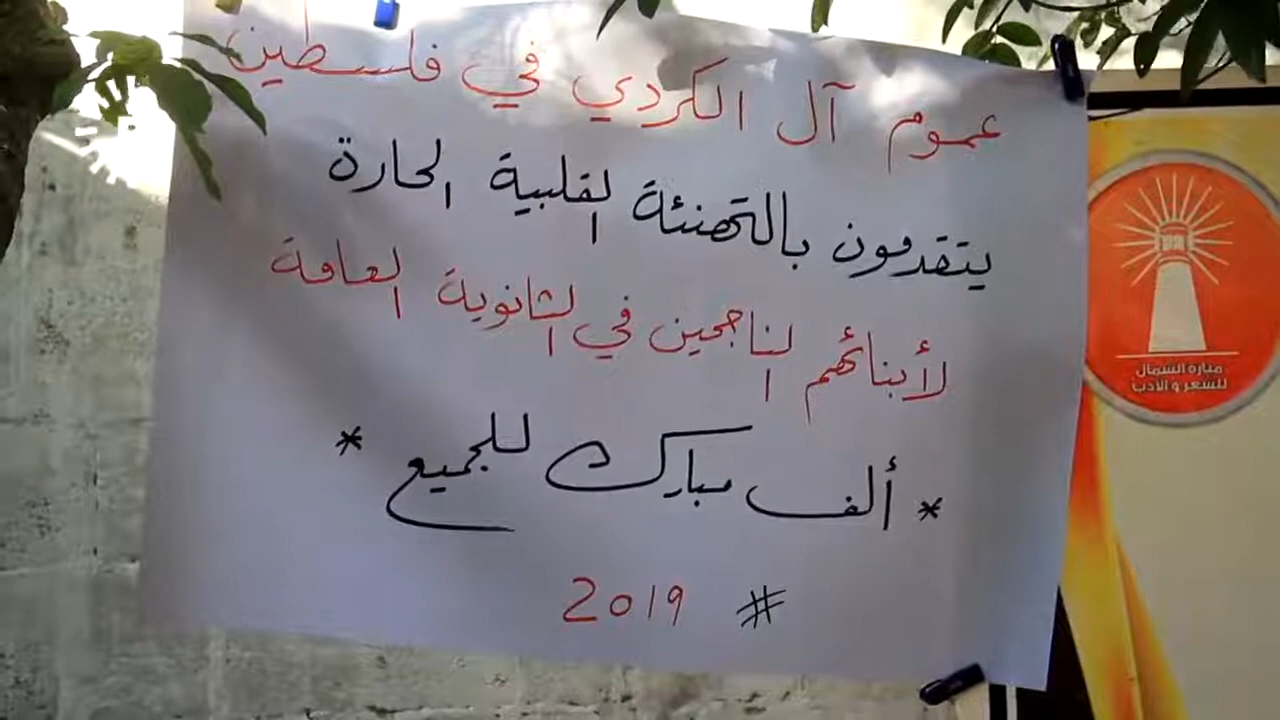 عموم آل الكردي في فلسطين
يتقدمون بالتهنئة القلبية الحارة
لأبنائهم الناجحين في الثانوية العامة
* ألف مبارك للجميع *
# 2019
منارة الشمال
للشعر والأدب